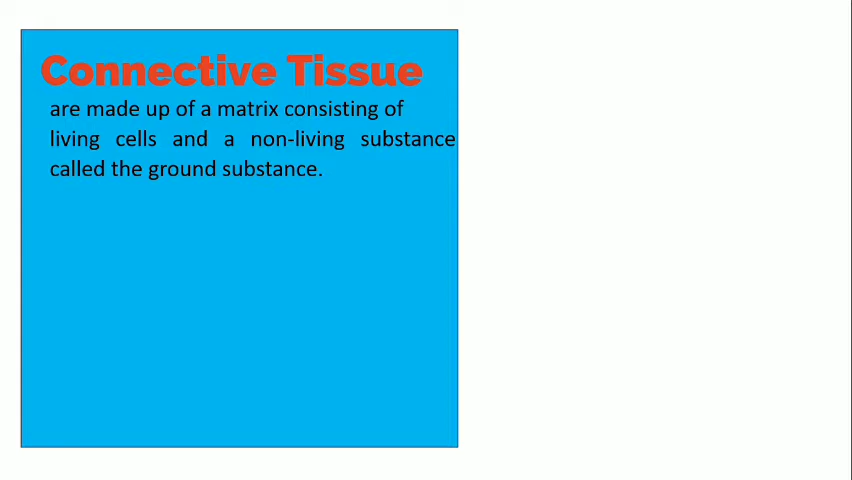 Connective Tissue
are made up of a matrix consisting of
living cells and a non-living substance
called the ground substance.